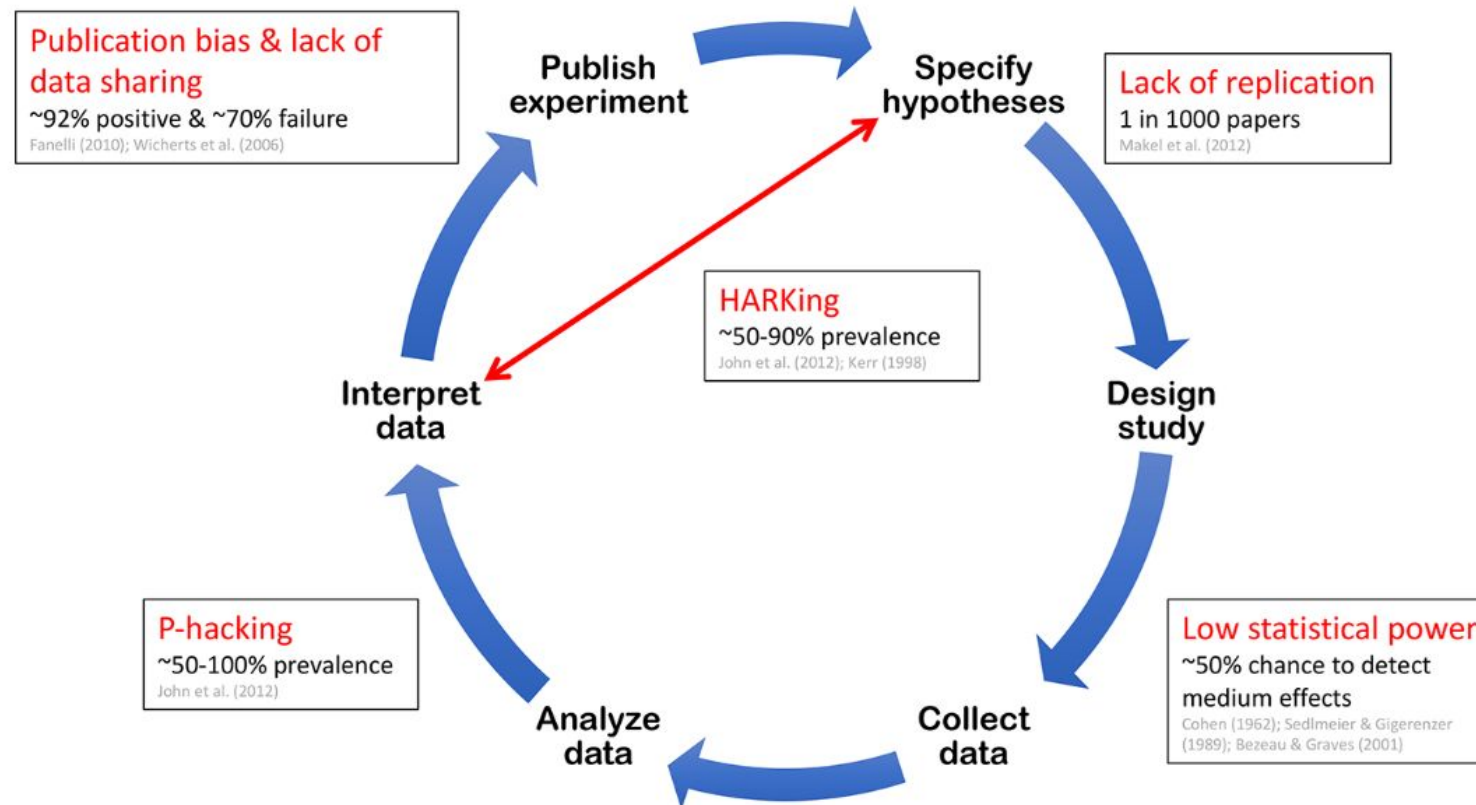 Publication bias & lack of
data sharing
~92% positive & ~70% failure
Fanelli (2010); Wicherts et al. (2006)
Publish
experiment
Specify
hypotheses
Lack of replication
1 in 1000 papers
Makel et al. (2012)
HARKing
~50-90% prevalence
John et al. (2012); Kerr (1998)
Interpret
data
Design
study
P-hacking
~50-100% prevalence
John et al. (2012)
Low statistical power
~50% chance to detect
medium effects
Cohen (1962); Sedlmeier & Gigerenzer
(1989); Bezeau & Graves (2001)
Analyze
data
Collect
data